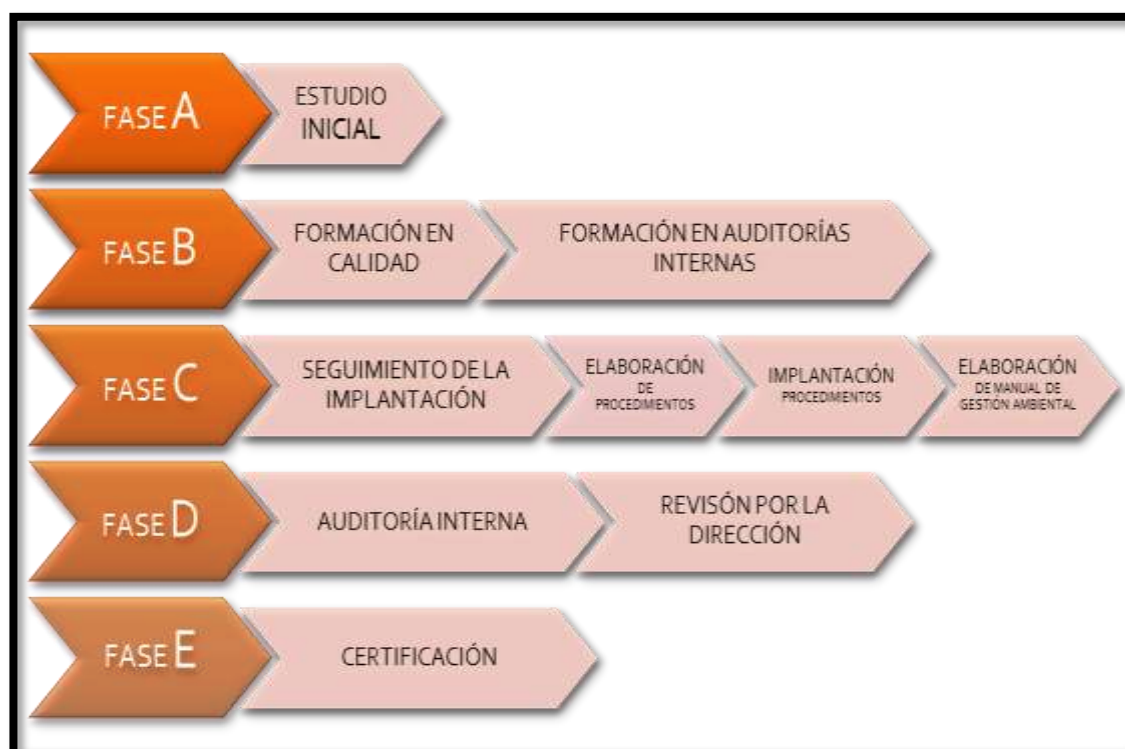 FASE A
ESTUDIO
INICIAL
FASE B
FORMACIÓN EN
CALIDAD
FORMACIÓN EN AUDITORÍAS
INTERNAS
FASE C
SEGUIMIENTO DE LA
IMPLANTACIÓN
ELABORACIÓN
DE
PROCEDIMIENTOS
IMPLANTACIÓN
PROCEDIMIENTOS
ELABORACIÓN
DE MANUAL DE
GESTIÓN AMBIENTAL
FASE D
AUDITORÍA INTERNA
REVISÓN POR LA
DIRECCIÓN
FASE E
CERTIFICACIÓN